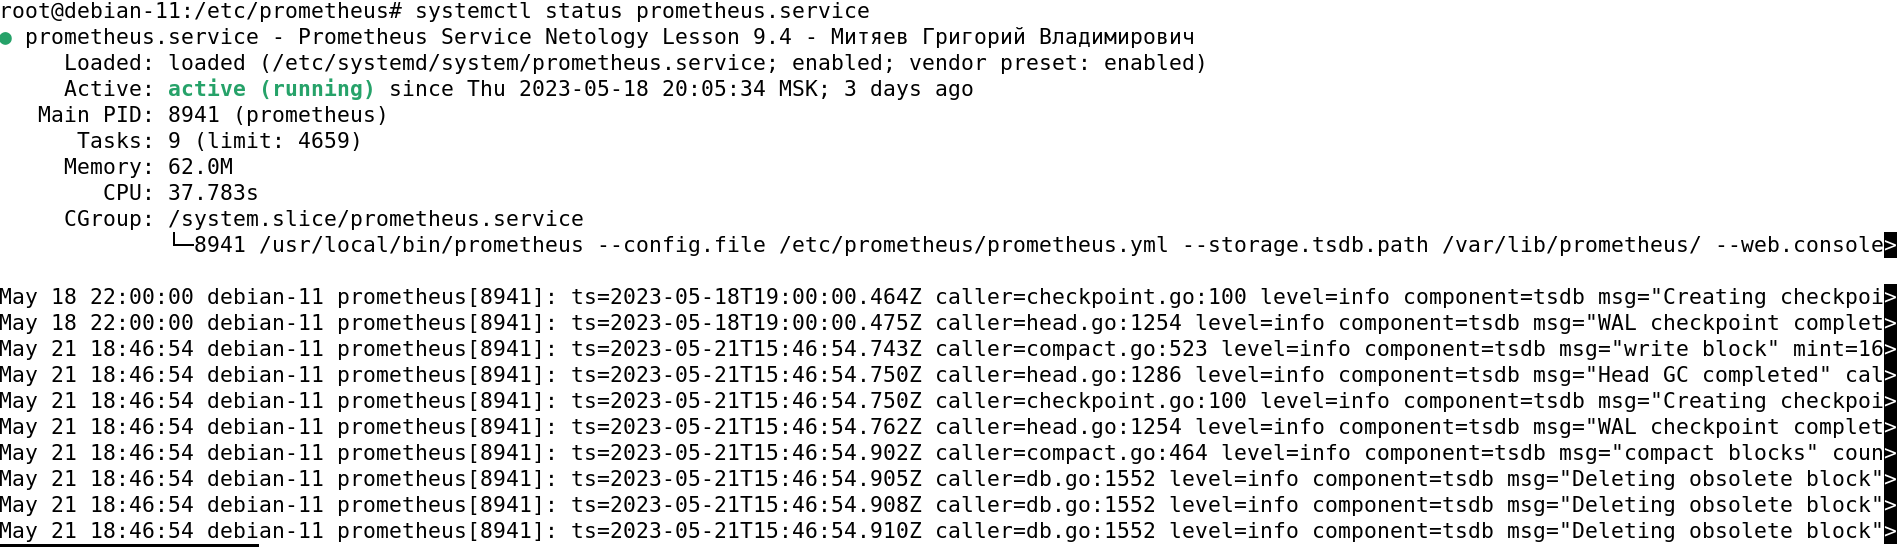 root@debian-11:/etc/prometheus# systemctl status prometheus.service
● prometheus.service - Prometheus Service Netology Lesson 9.4 - Митяев Григорий Владимирович
     Loaded: loaded (/etc/systemd/system/prometheus.service; enabled; vendor preset: enabled)
     Active: active (running) since Thu 2023-05-18 20:05:34 MSK; 3 days ago
   Main PID: 8941 (prometheus)
      Tasks: 9 (limit: 4659)
     Memory: 62.0M
        CPU: 37.783s
     CGroup: /system.slice/prometheus.service
             └─8941 /usr/local/bin/prometheus --config.file /etc/prometheus/prometheus.yml --storage.tsdb.path /var/lib/prometheus/ --web.console>
May 18 22:00:00 debian-11 prometheus[8941]: ts=2023-05-18T19:00:00.464Z caller=checkpoint.go:100 level=info component=tsdb msg="Creating checkpoi>
May 18 22:00:00 debian-11 prometheus[8941]: ts=2023-05-18T19:00:00.475Z caller=head.go:1254 level=info component=tsdb msg="WAL checkpoint complet>
May 21 18:46:54 debian-11 prometheus[8941]: ts=2023-05-21T15:46:54.743Z caller=compact.go:523 level=info component=tsdb msg="write block" mint=16>
May 21 18:46:54 debian-11 prometheus[8941]: ts=2023-05-21T15:46:54.750Z caller=head.go:1286 level=info component=tsdb msg="Head GC completed" cal>
May 21 18:46:54 debian-11 prometheus[8941]: ts=2023-05-21T15:46:54.750Z caller=checkpoint.go:100 level=info component=tsdb msg="Creating checkpoi>
May 21 18:46:54 debian-11 prometheus[8941]: ts=2023-05-21T15:46:54.762Z caller=head.go:1254 level=info component=tsdb msg="WAL checkpoint complet>
May 21 18:46:54 debian-11 prometheus[8941]: ts=2023-05-21T15:46:54.902Z caller=compact.go:464 level=info component=tsdb msg="compact blocks" coun>
May 21 18:46:54 debian-11 prometheus[8941]: ts=2023-05-21T15:46:54.905Z caller=db.go:1552 level=info component=tsdb msg="Deleting obsolete block">
May 21 18:46:54 debian-11 prometheus[8941]: ts=2023-05-21T15:46:54.908Z caller=db.go:1552 level=info component=tsdb msg="Deleting obsolete block">
May 21 18:46:54 debian-11 prometheus[8941]: ts=2023-05-21T15:46:54.910Z caller=db.go:1552 level=info component=tsdb msg="Deleting obsolete block">